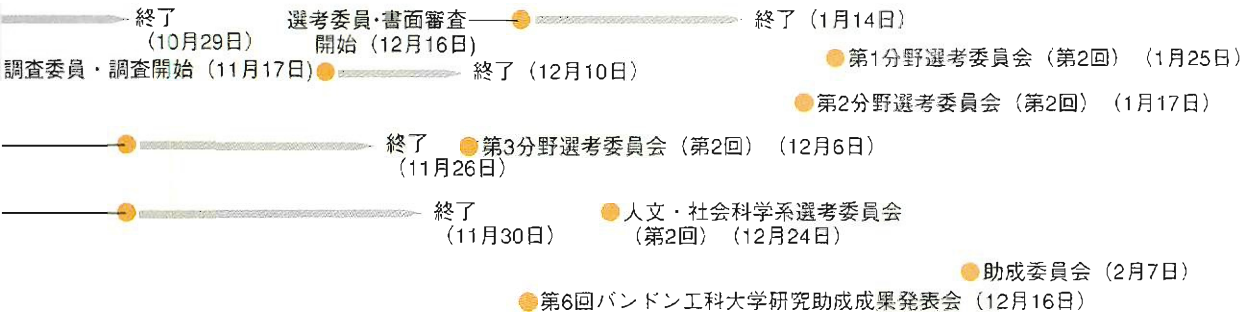 終了
（10月29日）
選考委員・書面審査
開始（12月16日）
終了（1月14日）
第1分野選考委員会（第2回）（1月25日）
調査委員・調査開始（11月17日）
終了（12月10日）
第2分野選考委員会（第2回）（1月17日）
終了
（11月26日）
第3分野選考委員会（第2回）（12月6日）
終了
（11月30日）
人文・社会科学系選考委員会
（第2回）（12月24日）
助成委員会（2月7日）
第6回バンドン工科大学研究助成成果発表会（12月16日）